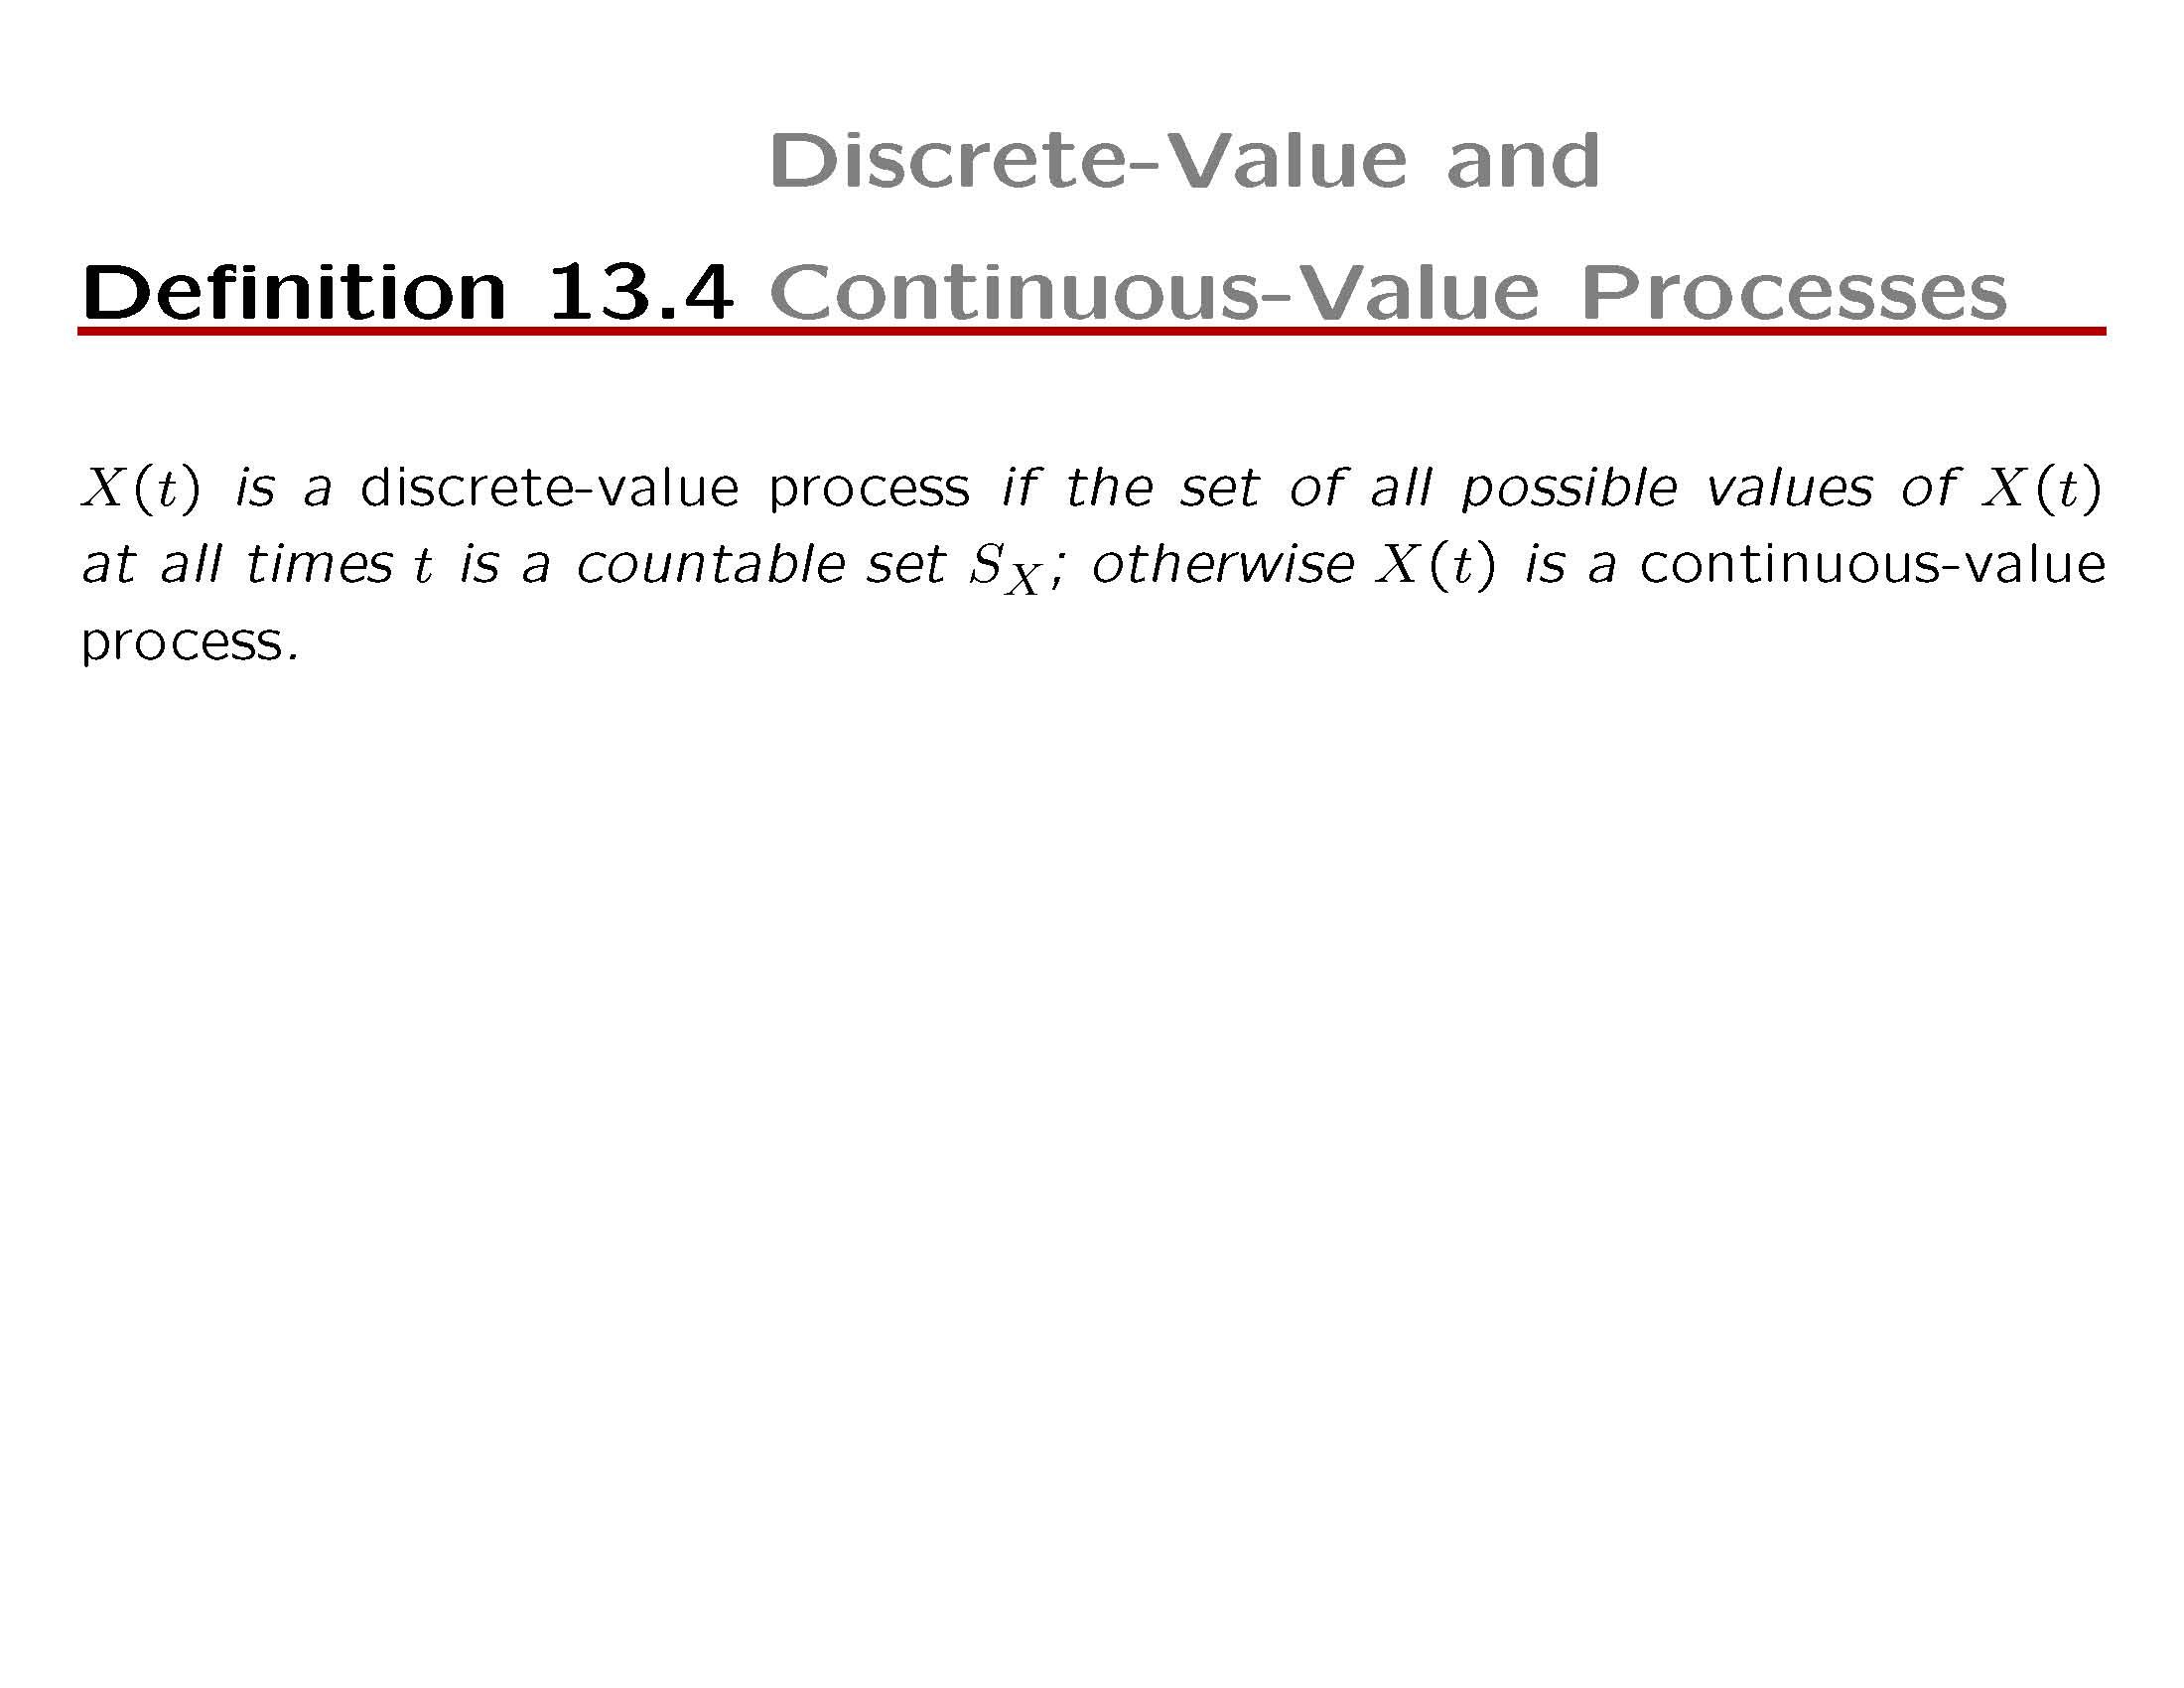 Discrete-Value and
Definition 13.4 Continuous-Value Processes
X(t) is a discrete-value process if the set of all possible values of X(t)
at all times t is a countable set S_X; otherwise X(t) is a continuous-value
process.